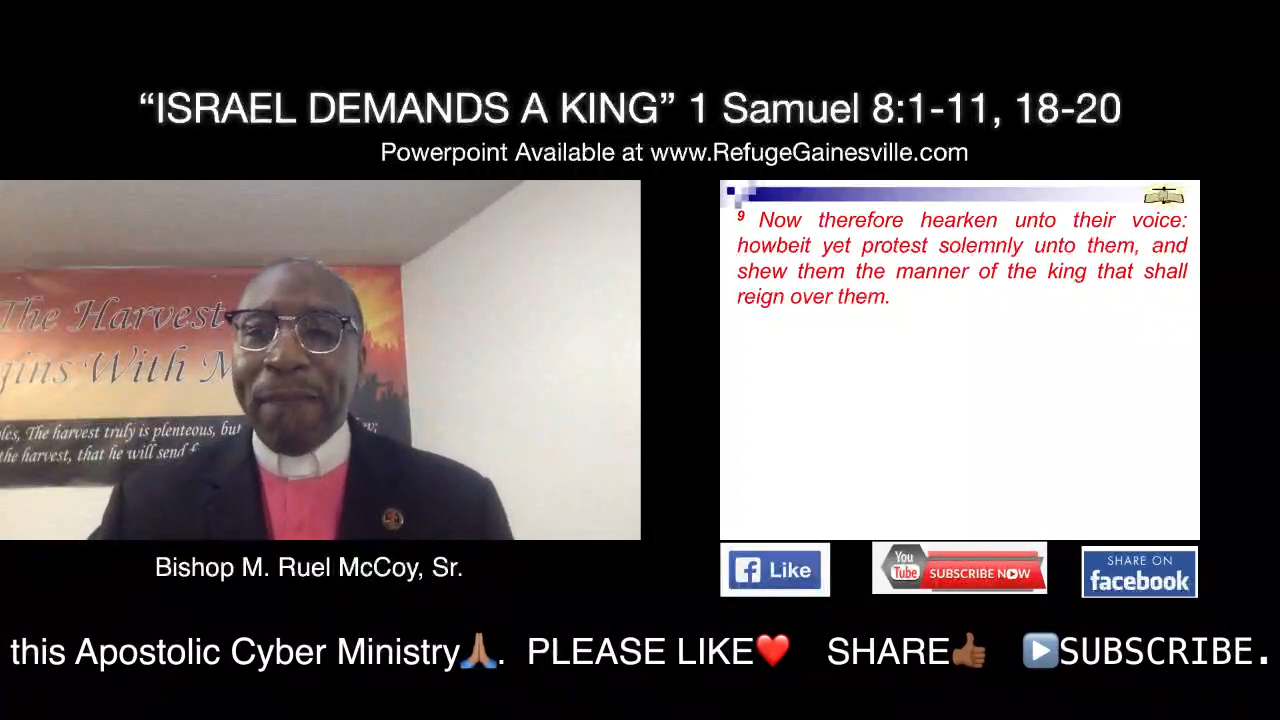 “ISRAEL DEMANDS A KING” 1 Samuel 8:1-11, 18-20
Powerpoint Available at www.RefugeGainesville.com
The Harvest
gins With M
les, The harvest truly is plenteous, but
the harvest, that he will send
9 Now therefore hearken unto their voice:
howbeit yet protest solemnly unto them, and
shew them the manner of the king that shall
reign over them.
Bishop M. Ruel McCoy, Sr.
f Like
You Tube SUBSCRIBE NOW
SHARE ON
facebook
this Apostolic Cyber Ministry🙏🏽. PLEASE LIKE❤️ SHARE👍🏾 ▶️SUBSCRIBE.